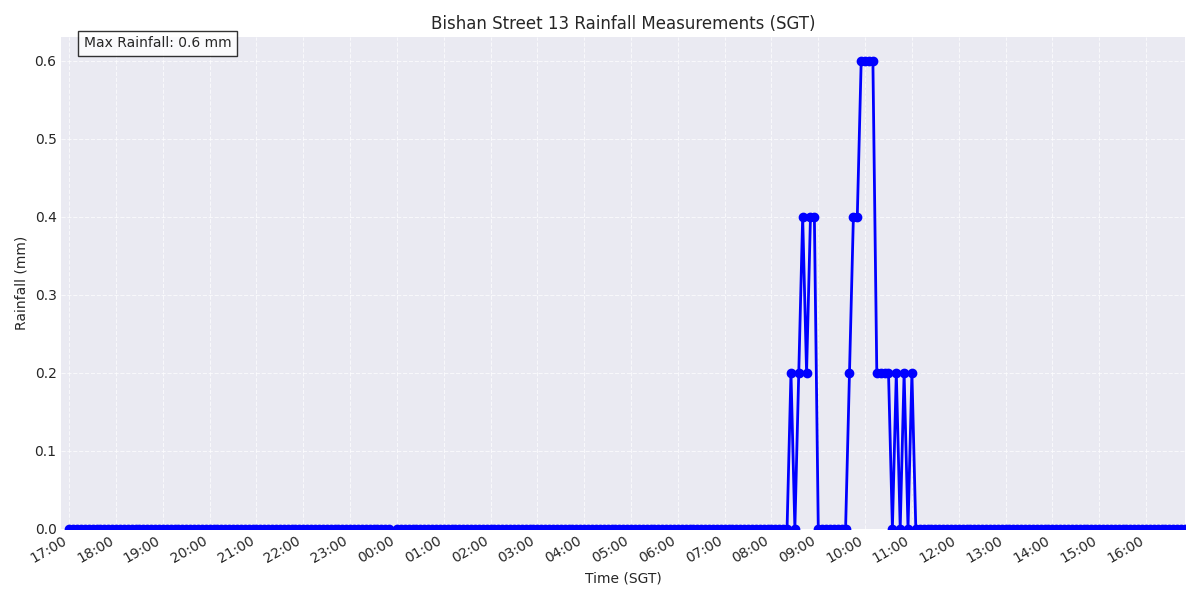 Bishan Street 13 Rainfall Measurements (SGT)
Max Rainfall: 0.6 mm
0.6
0.5
0.4
0.3
0.2
0.1
0.0
Rainfall (mm)
17:00 18:00 19:00 20:00 21:00 22:00 23:00 00:00 01:00 02:00 03:00 04:00 05:00 06:00 07:00 08:00 09:00 10:00 11:00 12:00 13:00 14:00 15:00 16:00
Time (SGT)